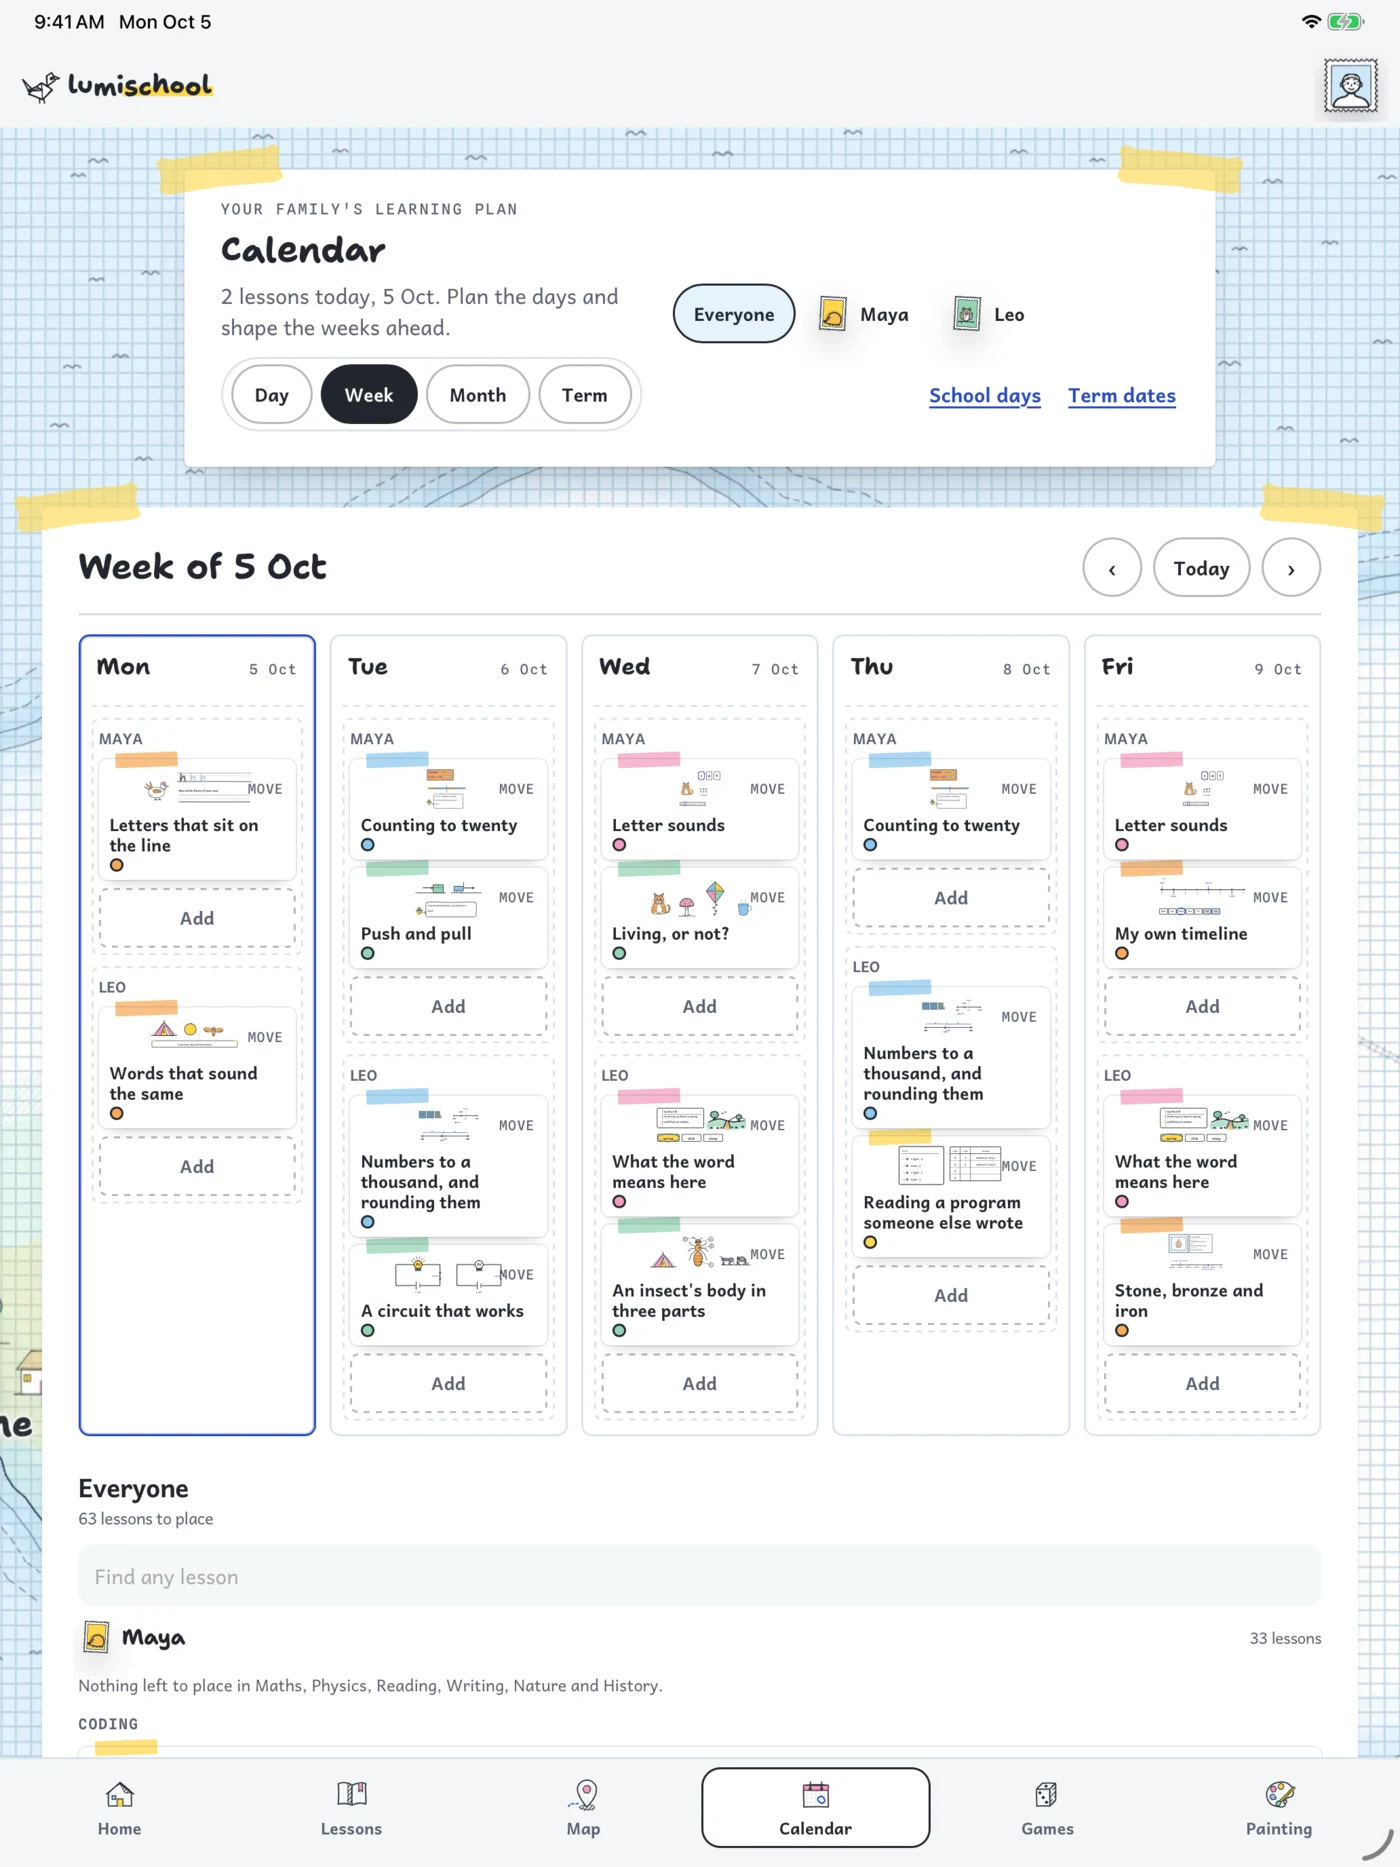 9:41 AM Mon Oct 5
lumischool
YOUR FAMILY'S LEARNING PLAN
Calendar
2 lessons today, 5 Oct. Plan the days and
shape the weeks ahead.
Everyone
Maya
Leo
Day
Week
Month
Term
School days
Term dates
Week of 5 Oct
‹
Today
›
Mon 5 Oct
MAYA
h h h
MOVE
Letters that sit on
the line
Add
LEO
MOVE
Words that sound
the same
Add
Tue 6 Oct
MAYA
MOVE
Counting to twenty
MOVE
Push and pull
Add
LEO
MOVE
Numbers to a
thousand, and
rounding them
MOVE
A circuit that works
Add
Wed 7 Oct
MAYA
MOVE
Letter sounds
MOVE
Living, or not?
Add
LEO
MOVE
What the word
means here
MOVE
An insect's body in
three parts
Add
Thu 8 Oct
MAYA
MOVE
Counting to twenty
Add
LEO
MOVE
Numbers to a
thousand, and
rounding them
MOVE
Reading a program
someone else wrote
Add
Fri 9 Oct
MAYA
MOVE
Letter sounds
MOVE
My own timeline
Add
LEO
MOVE
What the word
means here
MOVE
Stone, bronze and
iron
Add
Everyone
63 lessons to place
Find any lesson
Maya
33 lessons
Nothing left to place in Maths, Physics, Reading, Writing, Nature and History.
CODING
Home
Lessons
Map
Calendar
Games
Painting